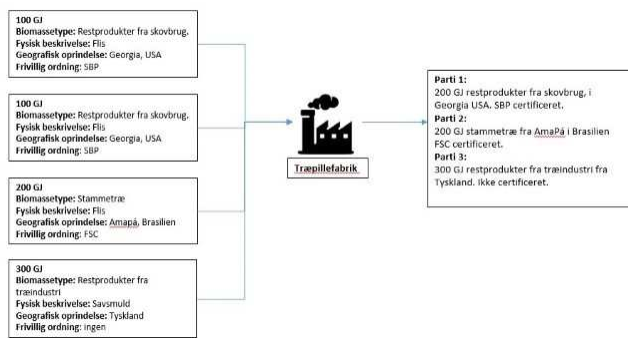 100 GJ
Biomassetype: Restprodukter fra skovbrug.
Fysisk beskrivelse: Flis
Geografisk oprindelse: Georgia, USA
Frivillig ordning: SBP
100 GJ
Biomassetype: Restprodukter fra skovbrug.
Fysisk beskrivelse: Flis
Geografisk oprindelse: Georgia, USA
Frivillig ordning: SBP
200 GJ
Biomassetype: Stammetræ
Fysisk beskrivelse: Flis
Geografisk oprindelse: Amapá, Brasilien
Frivillig ordning: FSC
300 GJ
Biomassetype: Restprodukter fra
træindustri
Fysisk beskrivelse: Savsmuld
Geografisk oprindelse: Tyskland
Frivillig ordning: ingen
Træpillefabrik
Parti 1:
200 GJ restprodukter fra skovbrug, i
Georgia USA. SBP certificeret.
Parti 2:
200 GJ stammetræ fra AmaPá i Brasilien
FSC certificeret.
Parti 3:
300 GJ restprodukter fra træindustri fra
Tyskland. Ikke certificeret.